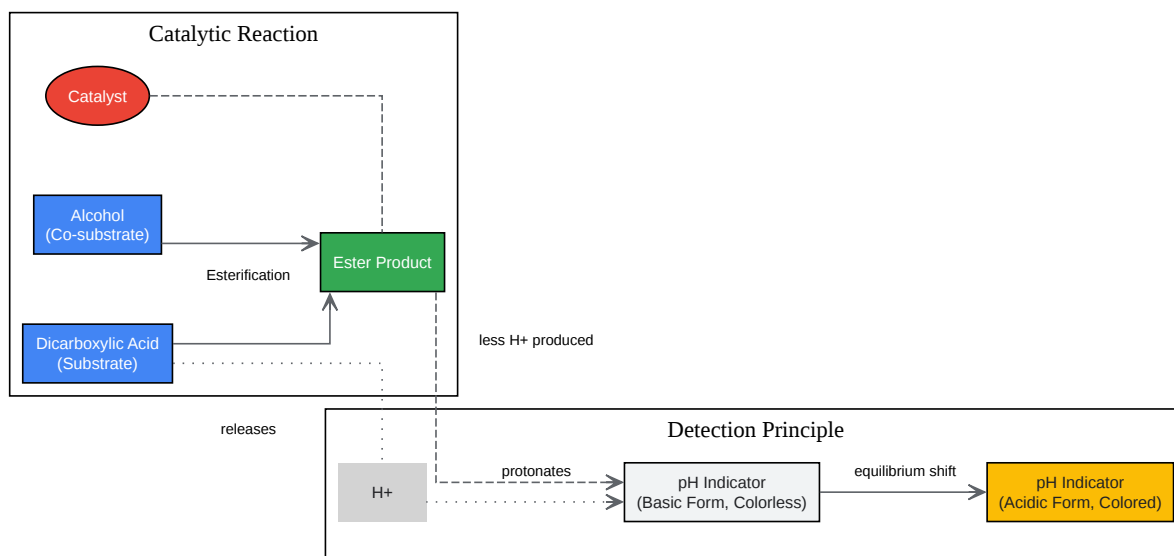 Catalytic Reaction
Catalyst
Alcohol
(Co-substrate)
Esterification
Ester Product
Dicarboxylic Acid
(Substrate)
less H+ produced
releases
Detection Principle
H+
protonates
pH Indicator
(Basic Form, Colorless)
equilibrium shift
pH Indicator
(Acidic Form, Colored)